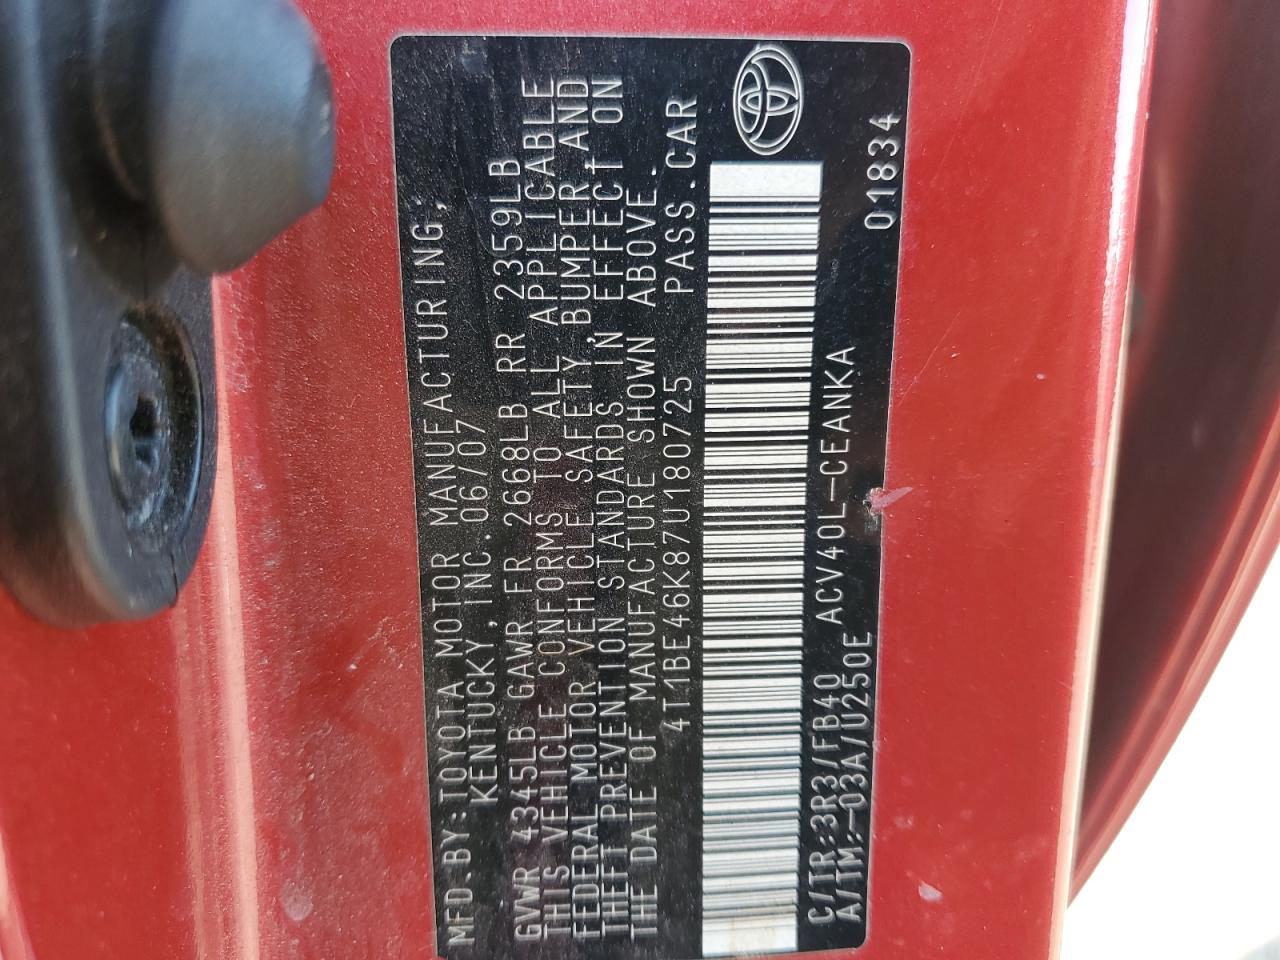 MFD.BY:TOYOTA MOTOR MANUFACTURING,
KENTUCKY,INC.06/07
GVWR 4345LB GAWR FR 2668LB RR 2359LB
THIS VEHICLE CONFORMS TO ALL APPLICABLE
FEDERAL MOTOR VEHICLE SAFETY,BUMPER,AND
THEFT PREVENTION STANDARDS IN EFFECT ON
THE DATE OF MANUFACTURE SHOWN ABOVE.
4T1BE46K87U180725 PASS.CAR
C/TR:3R3/FB40 ACV40L-CEANKA
A/TM:-03A/U250E
01834